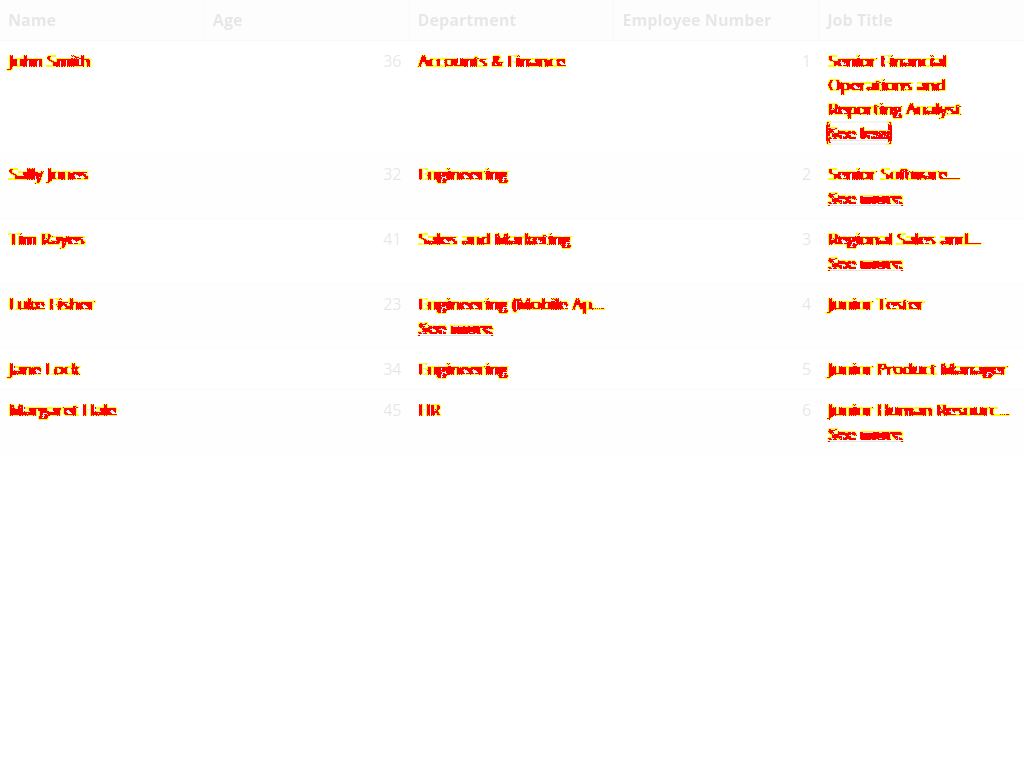 Name Age Department Employee Number Job Title
John Smith 36 Accounts & Finance 1 Senior Financial
Operations and
Reporting Analyst
See less
Sally Jones 32 Engineering 2 Senior Software...
See more
Tim Rayes 41 Sales and Marketing 3 Regional Sales and...
See more
Luke Fisher 23 Engineering (Mobile Ap... 4 Junior Tester
See more
Jane Lock 34 Engineering 5 Junior Product Manager
Margaret Hale 45 HR 6 Junior Human Resourc...
See more